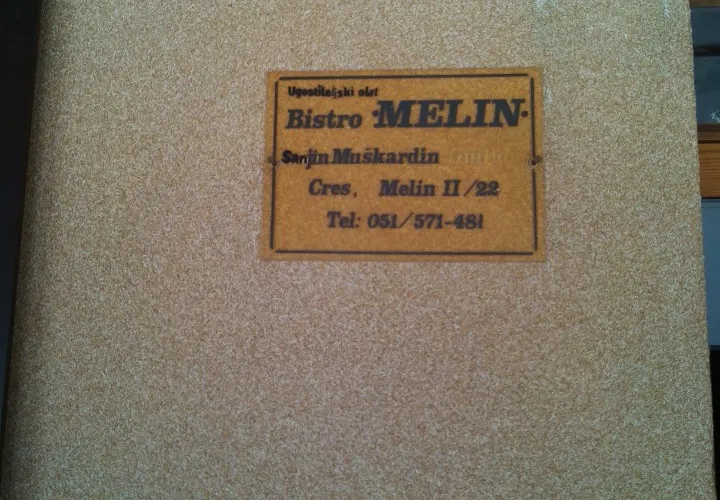 Ugostiteljski obrt
Bistro •MELIN•
Sanjin Muškardin
Cres, Melin II/22
Tel: 051/571-481